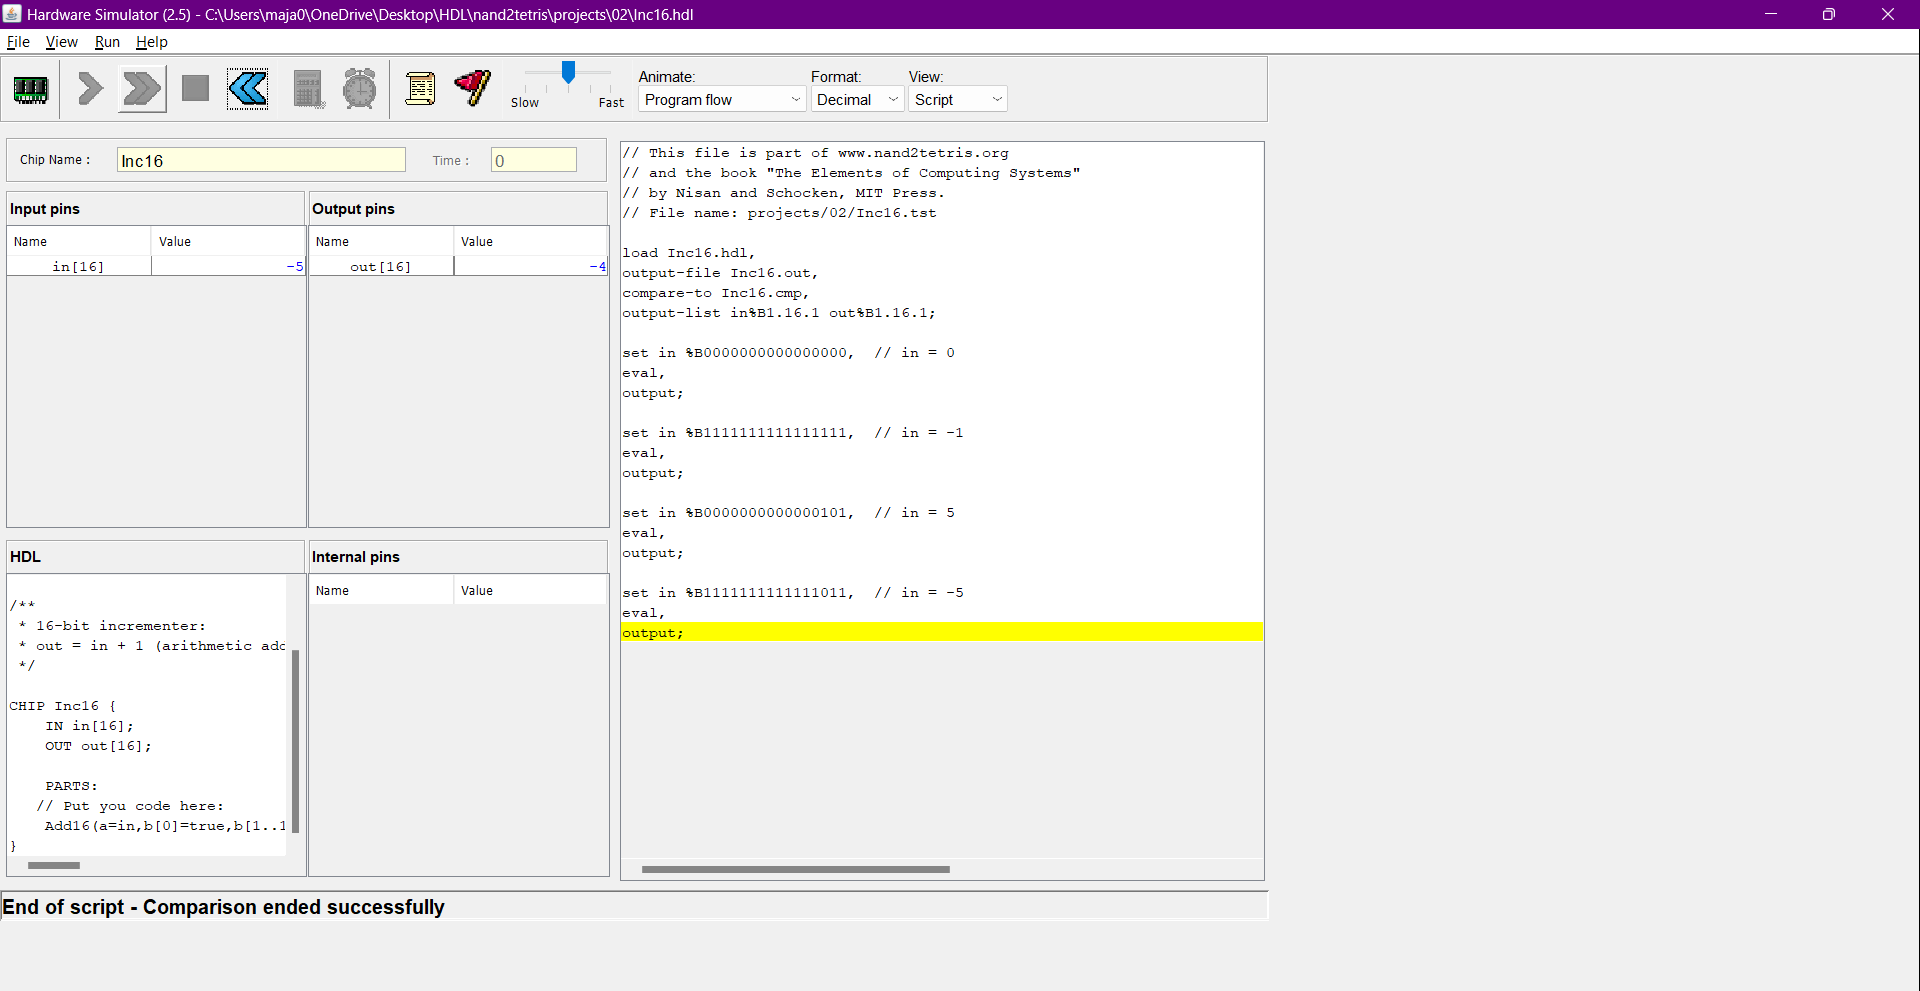 Hardware Simulator (2.5) - C:\Users\maja0\OneDrive\Desktop\HDL\nand2tetris\projects\02\Inc16.hdl
File View Run Help
Slow Fast
Animate: Format: View:
Program flow Decimal Script
Chip Name : Inc16 Time : 0
Input pins
Name Value
in[16] -5
Output pins
Name Value
out[16] -4
HDL
/**
* 16-bit incrementer:
* out = in + 1 (arithmetic add
*/
CHIP Inc16 {
IN in[16];
OUT out[16];
PARTS:
// Put you code here:
Add16(a=in,b[0]=true,b[1..1
}
Internal pins
Name Value
// This file is part of www.nand2tetris.org
// and the book "The Elements of Computing Systems"
// by Nisan and Schocken, MIT Press.
// File name: projects/02/Inc16.tst
load Inc16.hdl,
output-file Inc16.out,
compare-to Inc16.cmp,
output-list in%B1.16.1 out%B1.16.1;
set in %B0000000000000000,  // in = 0
eval,
output;
set in %B1111111111111111,  // in = -1
eval,
output;
set in %B0000000000000101,  // in = 5
eval,
output;
set in %B1111111111111011,  // in = -5
eval,
output;
End of script - Comparison ended successfully